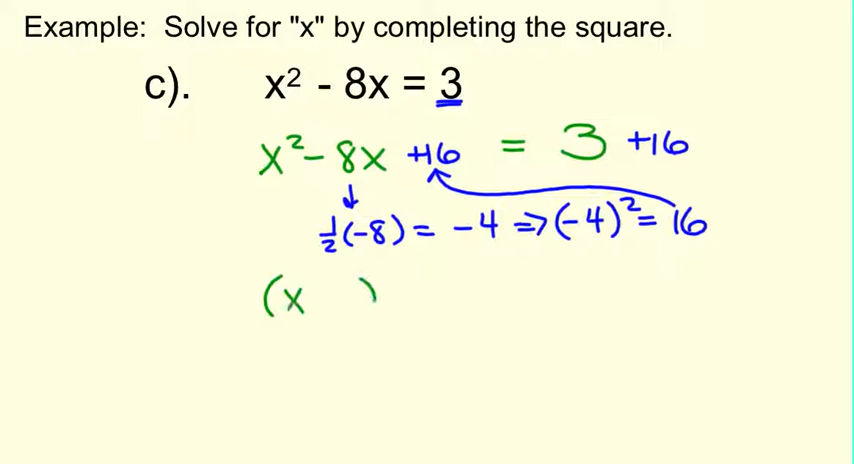 Example: Solve for "x" by completing the square.
c). x² - 8x = 3
x² - 8x +16 = 3 +16
½(-8) = -4 ⇒ (-4)² = 16
(x )